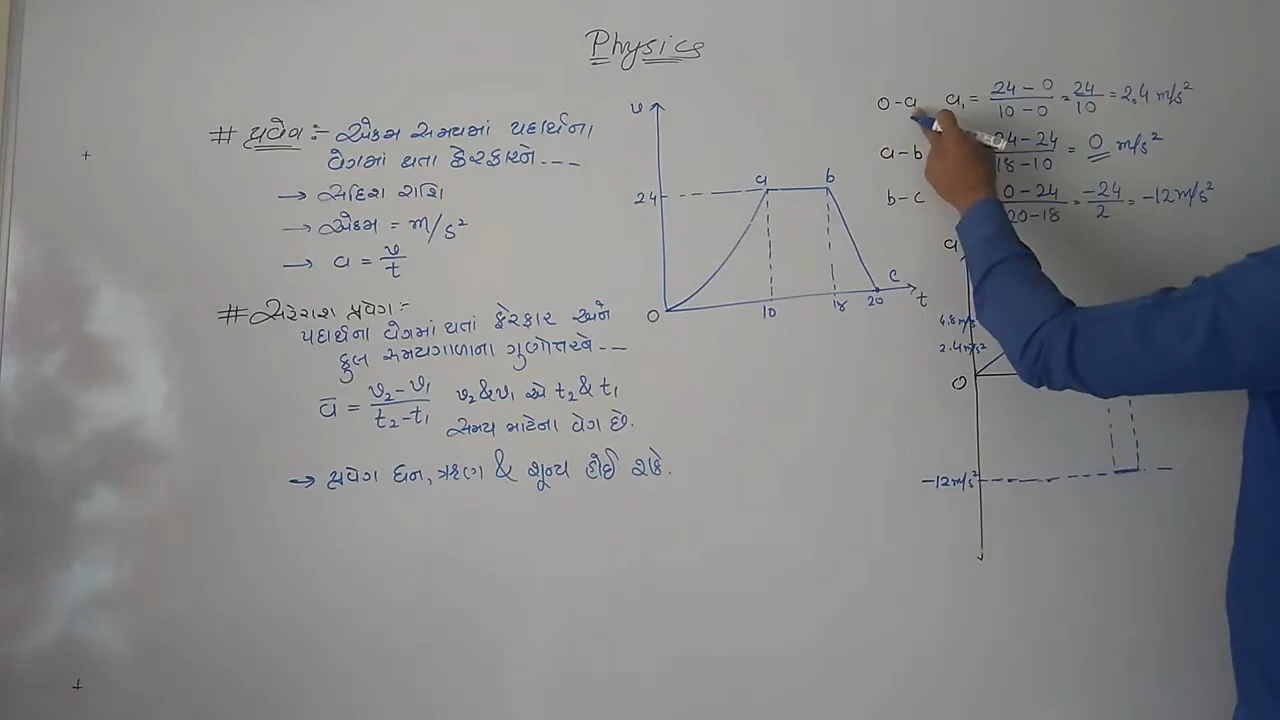 Physics
# પ્રવેગ :- એકમ સમયમાં પદાર્થના
વેગમાં થતા ફેરફારને ---
→ સદિશ રાશિ
→ એકમ = m/s²
→ a = v/t
# સરેરાશ પ્રવેગ :-
પદાર્થના વેગમાં થતાં ફેરફાર અને
કુલ સમયગાળાના ગુણોત્તરને ---
ā = v₂-v₁/t₂-t₁ v₂ & v₁ એ t₂ & t₁
સમય માટેના વેગ છે.
→ પ્રવેગ ધન, ઋણ & શૂન્ય હોઈ શકે.
v
24
a b
c
0 10 18 20 t
0-a a₁ = 24-0/10-0 = 24/10 = 2.4 m/s²
a-b 24-24/18-10 = 0 m/s²
b-c 0-24/20-18 = -24/2 = -12 m/s²
a
4.8 m/s
2.4 m/s²
0
-12 m/s²